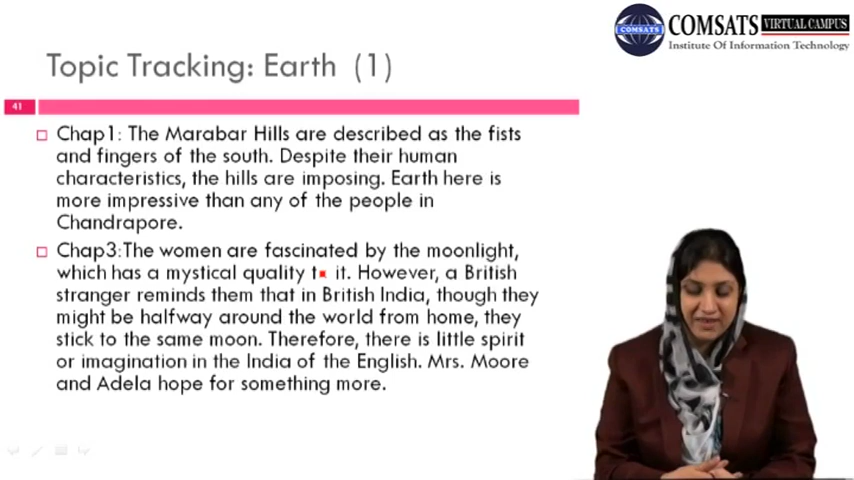 Topic Tracking: Earth (1)
COMSATS VIRTUAL CAMPUS
Institute Of Information Technology
COMSATS
41
Chap1: The Marabar Hills are described as the fists
and fingers of the south. Despite their human
characteristics, the hills are imposing. Earth here is
more impressive than any of the people in
Chandrapore.
Chap3:The women are fascinated by the moonlight,
which has a mystical quality to it. However, a British
stranger reminds them that in British India, though they
might be halfway around the world from home, they
stick to the same moon. Therefore, there is little spirit
or imagination in the India of the English. Mrs. Moore
and Adela hope for something more.